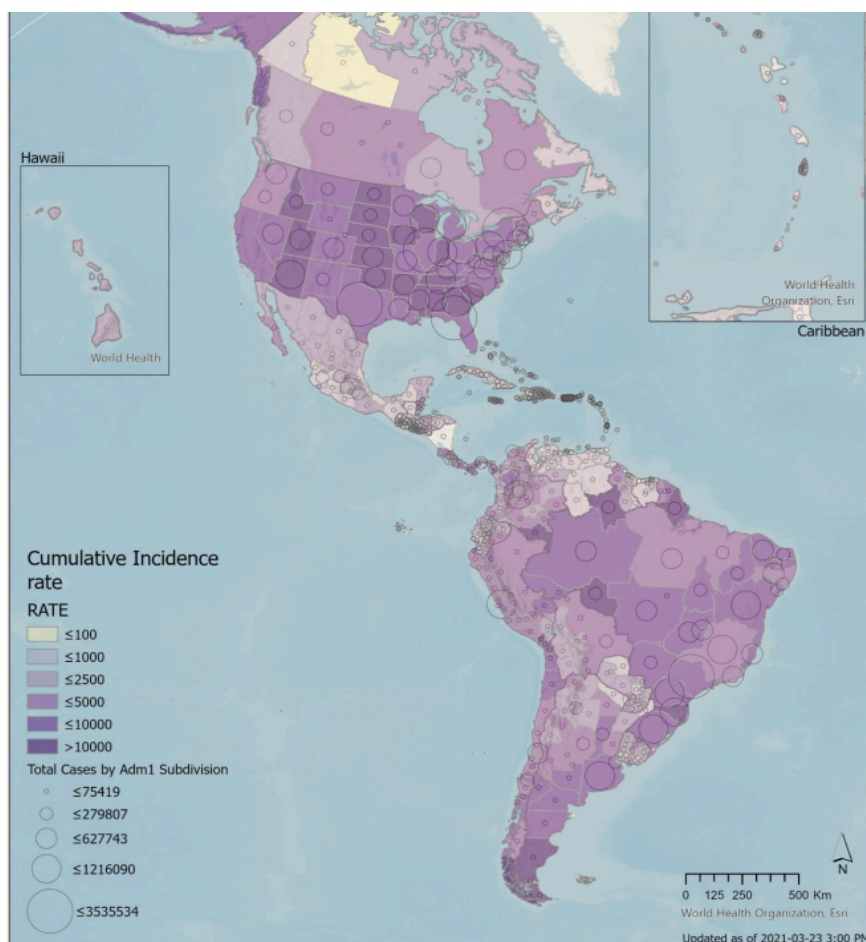 Hawaii
World Health
World Health
Organization, Esri
Caribbean
Cumulative Incidence
rate
RATE
≤100
≤1000
≤2500
≤5000
≤10000
>10000
Total Cases by Adm1 Subdivision
≤75419
≤279807
≤627743
≤1216090
≤3535534
N
0 125 250 500 Km
World Health Organization, Esri
Updated as of 2021-03-23 3:00 PM